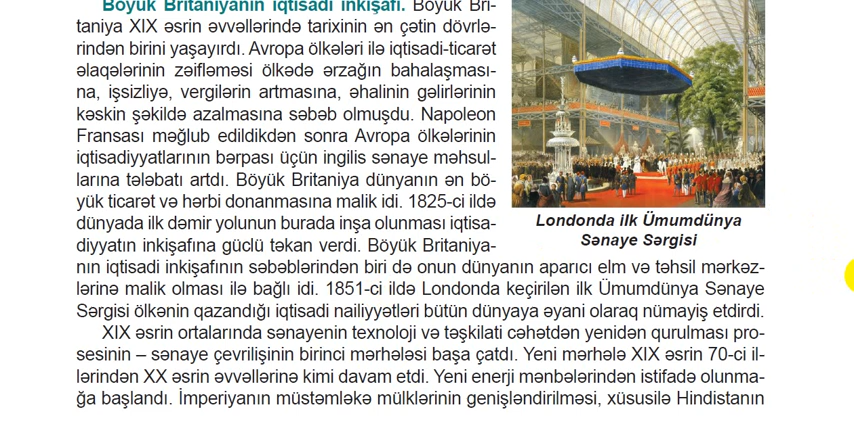 Böyük Britaniyanın iqtisadi inkişafı. Böyük Bri-
taniya XIX əsrin əvvəllərində tarixinin ən çətin dövrlə-
rindən birini yaşayırdı. Avropa ölkələri ilə iqtisadi-ticarət
əlaqələrinin zəifləməsi ölkədə ərzağın bahalaşması-
na, işsizliyə, vergilərin artmasına, əhalinin gəlirlərinin
kəskin şəkildə azalmasına səbəb olmuşdu. Napoleon
Fransası məğlub edildikdən sonra Avropa ölkələrinin
iqtisadiyyatlarının bərpası üçün ingilis sənaye məhsul-
larına tələbatı artdı. Böyük Britaniya dünyanın ən bö-
yük ticarət və hərbi donanmasına malik idi. 1825-ci ildə
dünyada ilk dəmir yolunun burada inşa olunması iqtisa-
diyyatın inkişafına güclü təkan verdi. Böyük Britaniya-
nın iqtisadi inkişafının səbəblərindən biri də onun dünyanın aparıcı elm və təhsil mərkəz-
lərinə malik olması ilə bağlı idi. 1851-ci ildə Londonda keçirilən ilk Ümumdünya Sənaye
Sərgisi ölkənin qazandığı iqtisadi nailiyyətləri bütün dünyaya əyani olaraq nümayiş etdirdi.
XIX əsrin ortalarında sənayenin texnoloji və təşkilati cəhətdən yenidən qurulması pro-
sesinin – sənaye çevrilişinin birinci mərhələsi başa çatdı. Yeni mərhələ XIX əsrin 70-ci il-
lərindən XX əsrin əvvəllərinə kimi davam etdi. Yeni enerji mənbələrindən istifadə olunma-
ğa başlandı. İmperiyanın müstəmləkə mülklərinin genişləndirilməsi, xüsusilə Hindistanın
Londonda ilk Ümumdünya
Sənaye Sərgisi